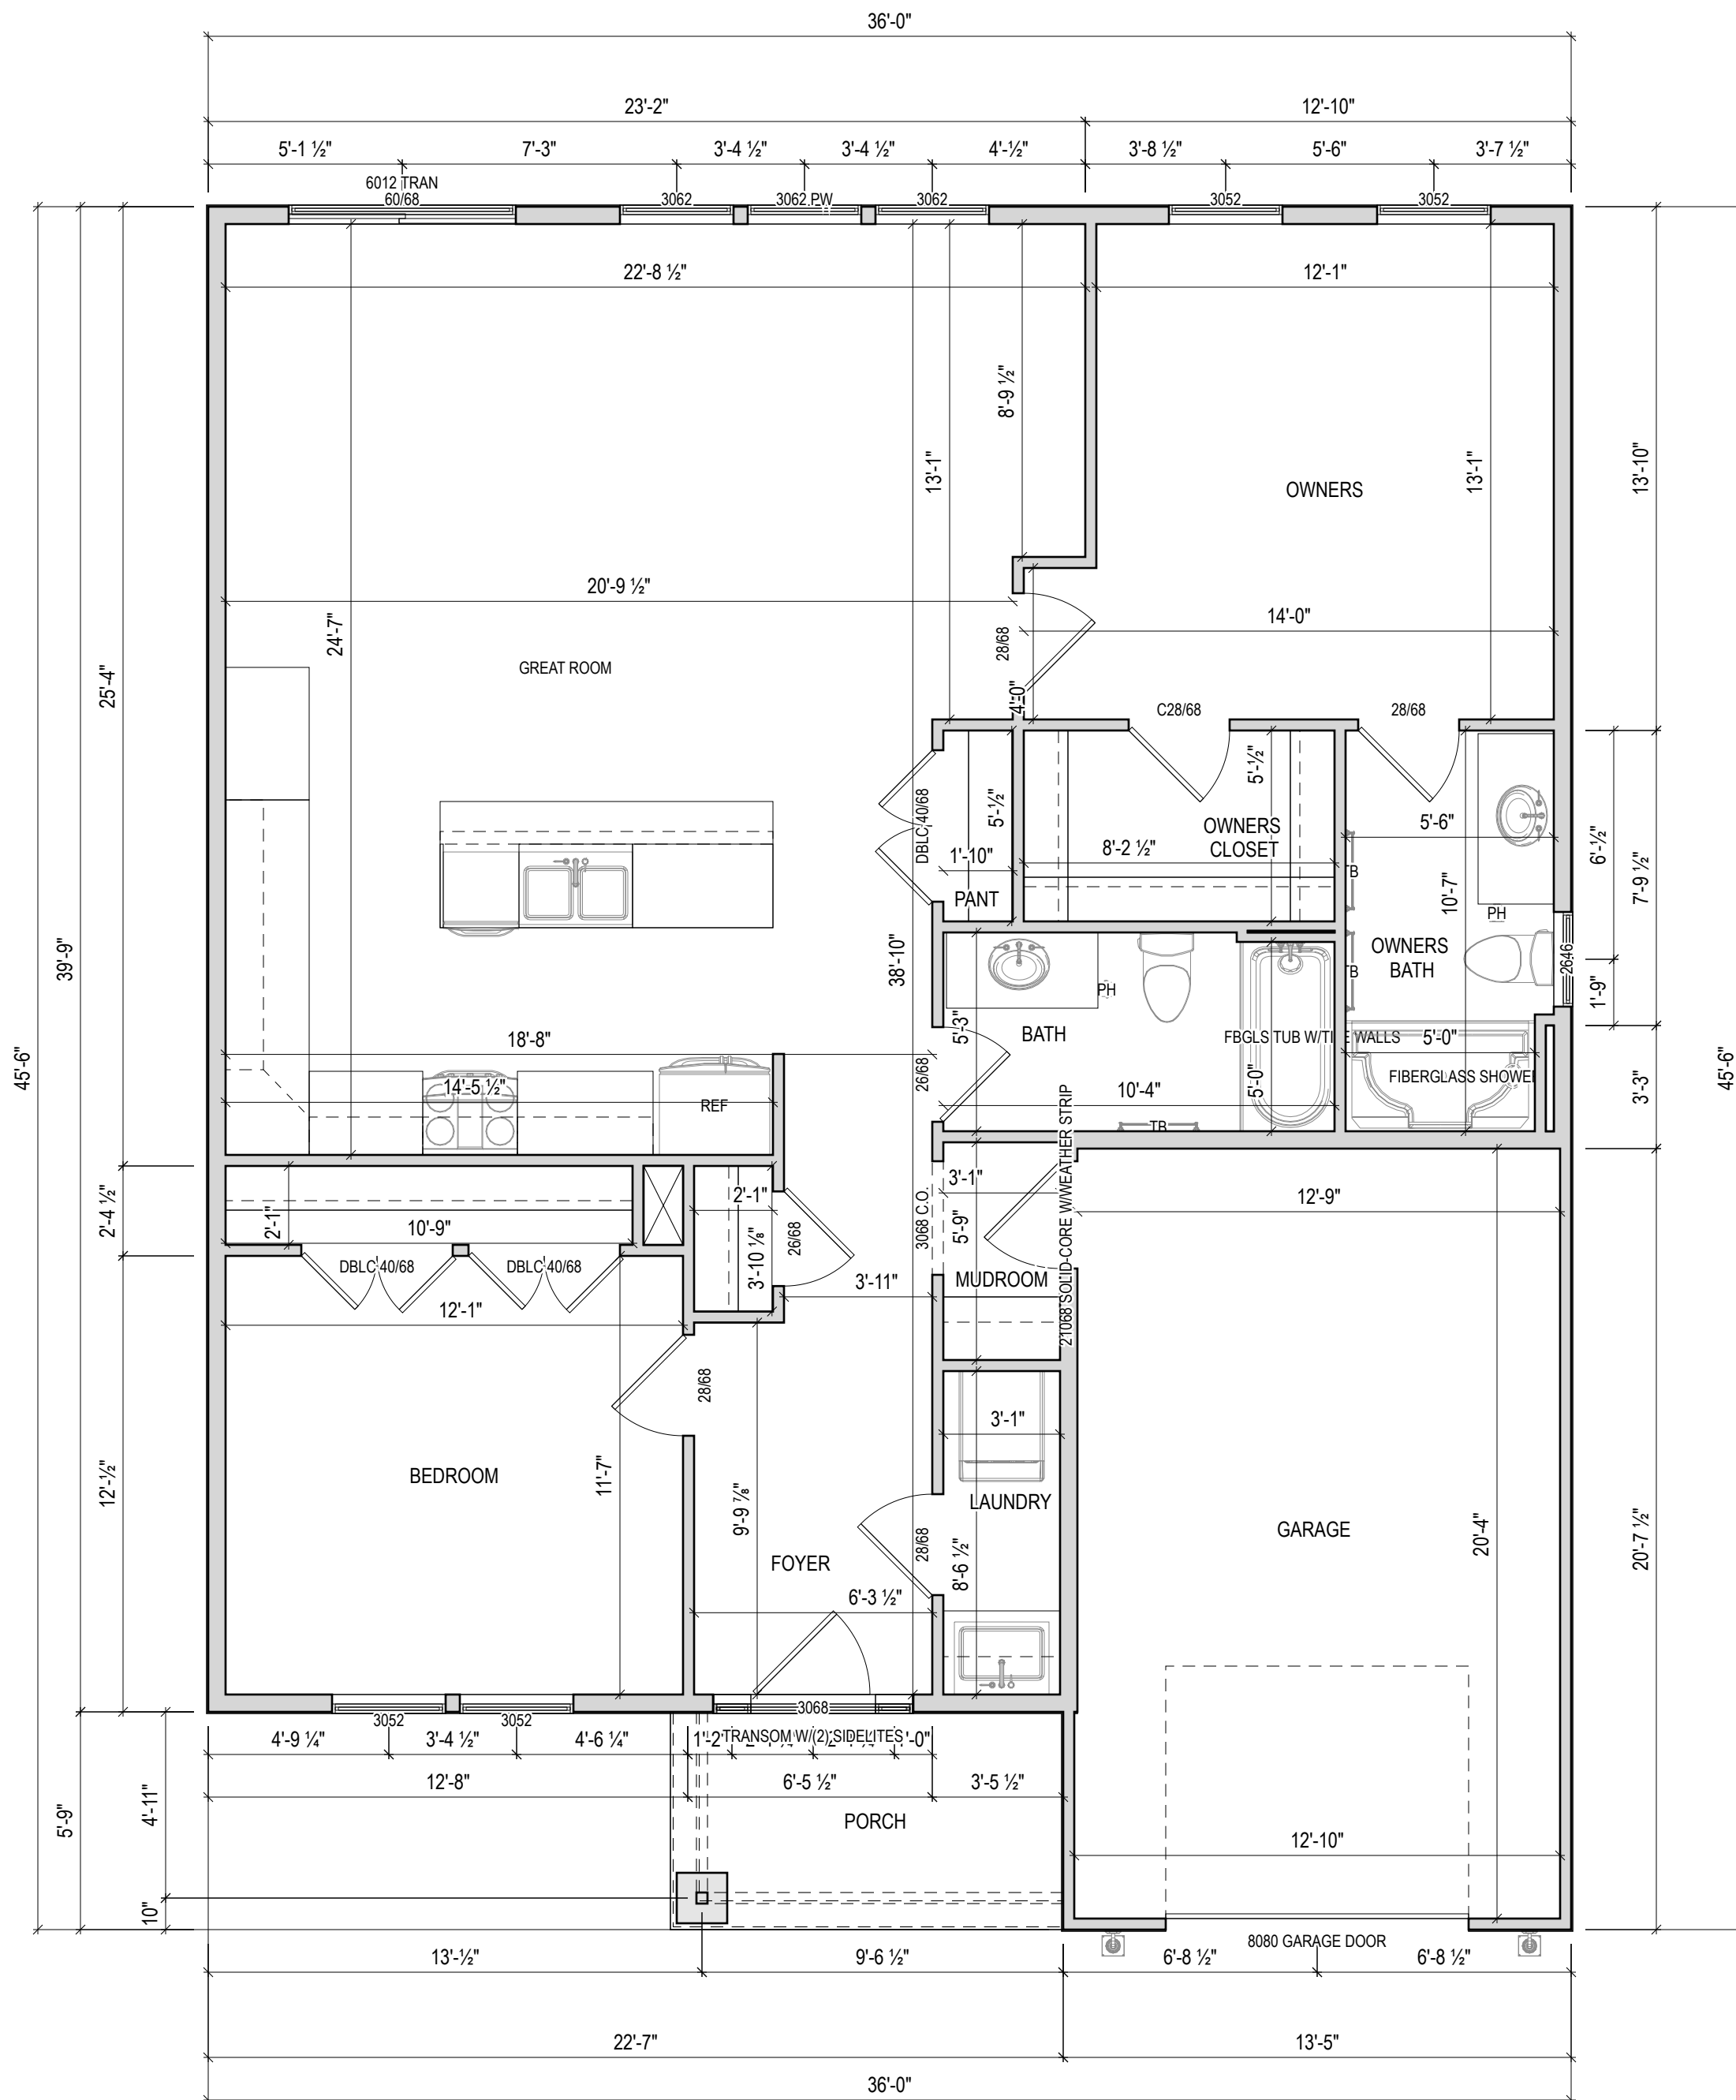 36'-0"
23'-2"
12'-10"
5'-1 ½"
7'-3"
3'-4 ½"
3'-4 ½"
4'-½"
3'-8 ½"
5'-6"
3'-7 ½"
6012 TRAN
60/68
3062
3062 PW
3062
3052
3052
22'-8 ½"
12'-1"
8'-9 ½"
13'-1"
13'-1"
13'-10"
OWNERS
20'-9 ½"
14'-0"
24'-7"
28/68
GREAT ROOM
25'-4"
4'-0"
C28/68
28/68
5'-½"
5'-½"
DBLC 40/68
OWNERS
CLOSET
8'-2 ½"
1'-10"
PANT
5'-6"
TB
10'-7"
PH
6'-½"
7'-9 ½"
39'-9"
38'-10"
OWNERS
BATH
TB
2646
1'-9"
PH
5'-3"
BATH
FBGLS TUB W/TILE WALLS
5'-0"
18'-8"
45'-6"
45'-6"
14'-5 ½"
26/68
FIBERGLASS SHOWER
REF
10'-4"
5'-0"
3'-3"
TB
3'-1"
2'-1"
12'-9"
2'-4 ½"
2'-1"
10'-9"
3'-10 ⅛"
26/68
3068 C.O.
5'-9"
21068 SOLID-CORE W/WEATHER STRIP
DBLC 40/68
DBLC 40/68
3'-11"
MUDROOM
12'-1"
28/68
3'-1"
BEDROOM
11'-7"
12'-½"
9'-9 ⅞"
LAUNDRY
GARAGE
20'-4"
20'-7 ½"
28/68
8'-6 ½"
FOYER
6'-3 ½"
3052
3052
3068
TRANSOM W/(2) SIDELITES
4'-9 ¼"
3'-4 ½"
4'-6 ¼"
12'-8"
6'-5 ½"
3'-5 ½"
4'-11"
5'-9"
PORCH
12'-10"
10"
8080 GARAGE DOOR
13'-½"
9'-6 ½"
6'-8 ½"
6'-8 ½"
22'-7"
13'-5"
36'-0"